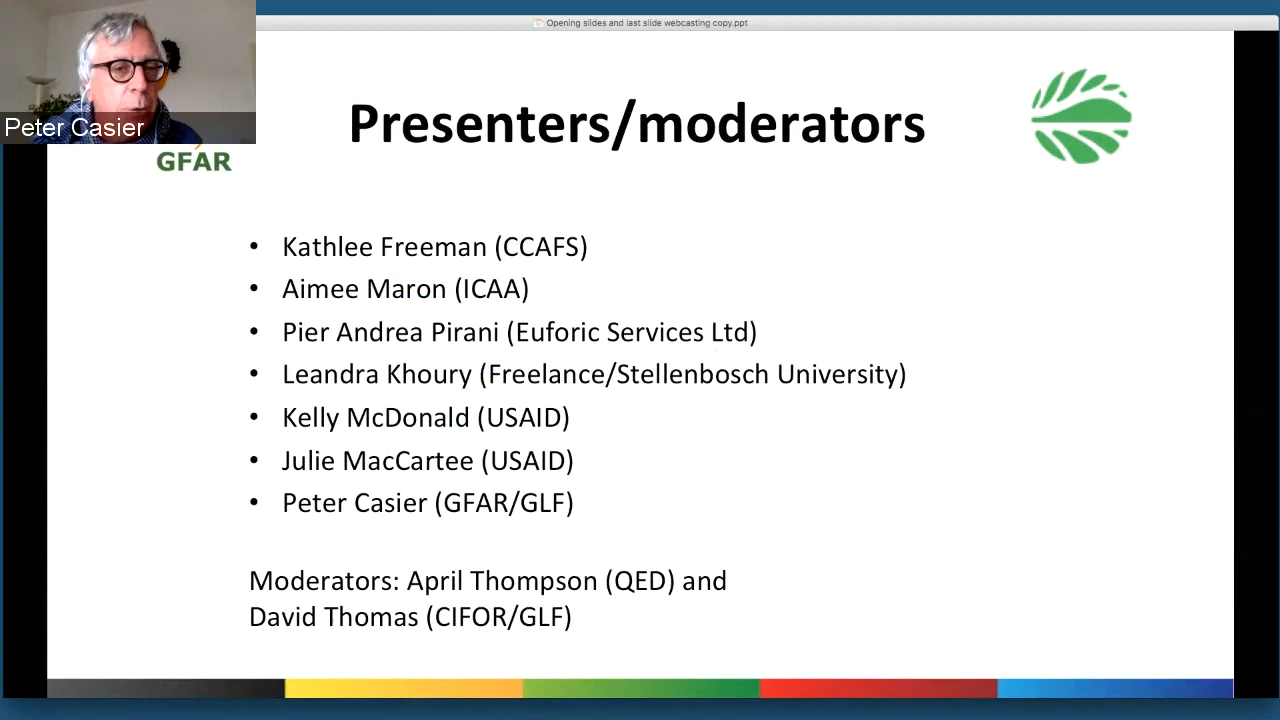 Opening slides and last slide webcasting copy.ppt
Peter Casier
GFAR
Presenters/moderators
• Kathlee Freeman (CCAFS)
• Aimee Maron (ICAA)
• Pier Andrea Pirani (Euforic Services Ltd)
• Leandra Khoury (Freelance/Stellenbosch University)
• Kelly McDonald (USAID)
• Julie MacCartee (USAID)
• Peter Casier (GFAR/GLF)
Moderators: April Thompson (QED) and
David Thomas (CIFOR/GLF)